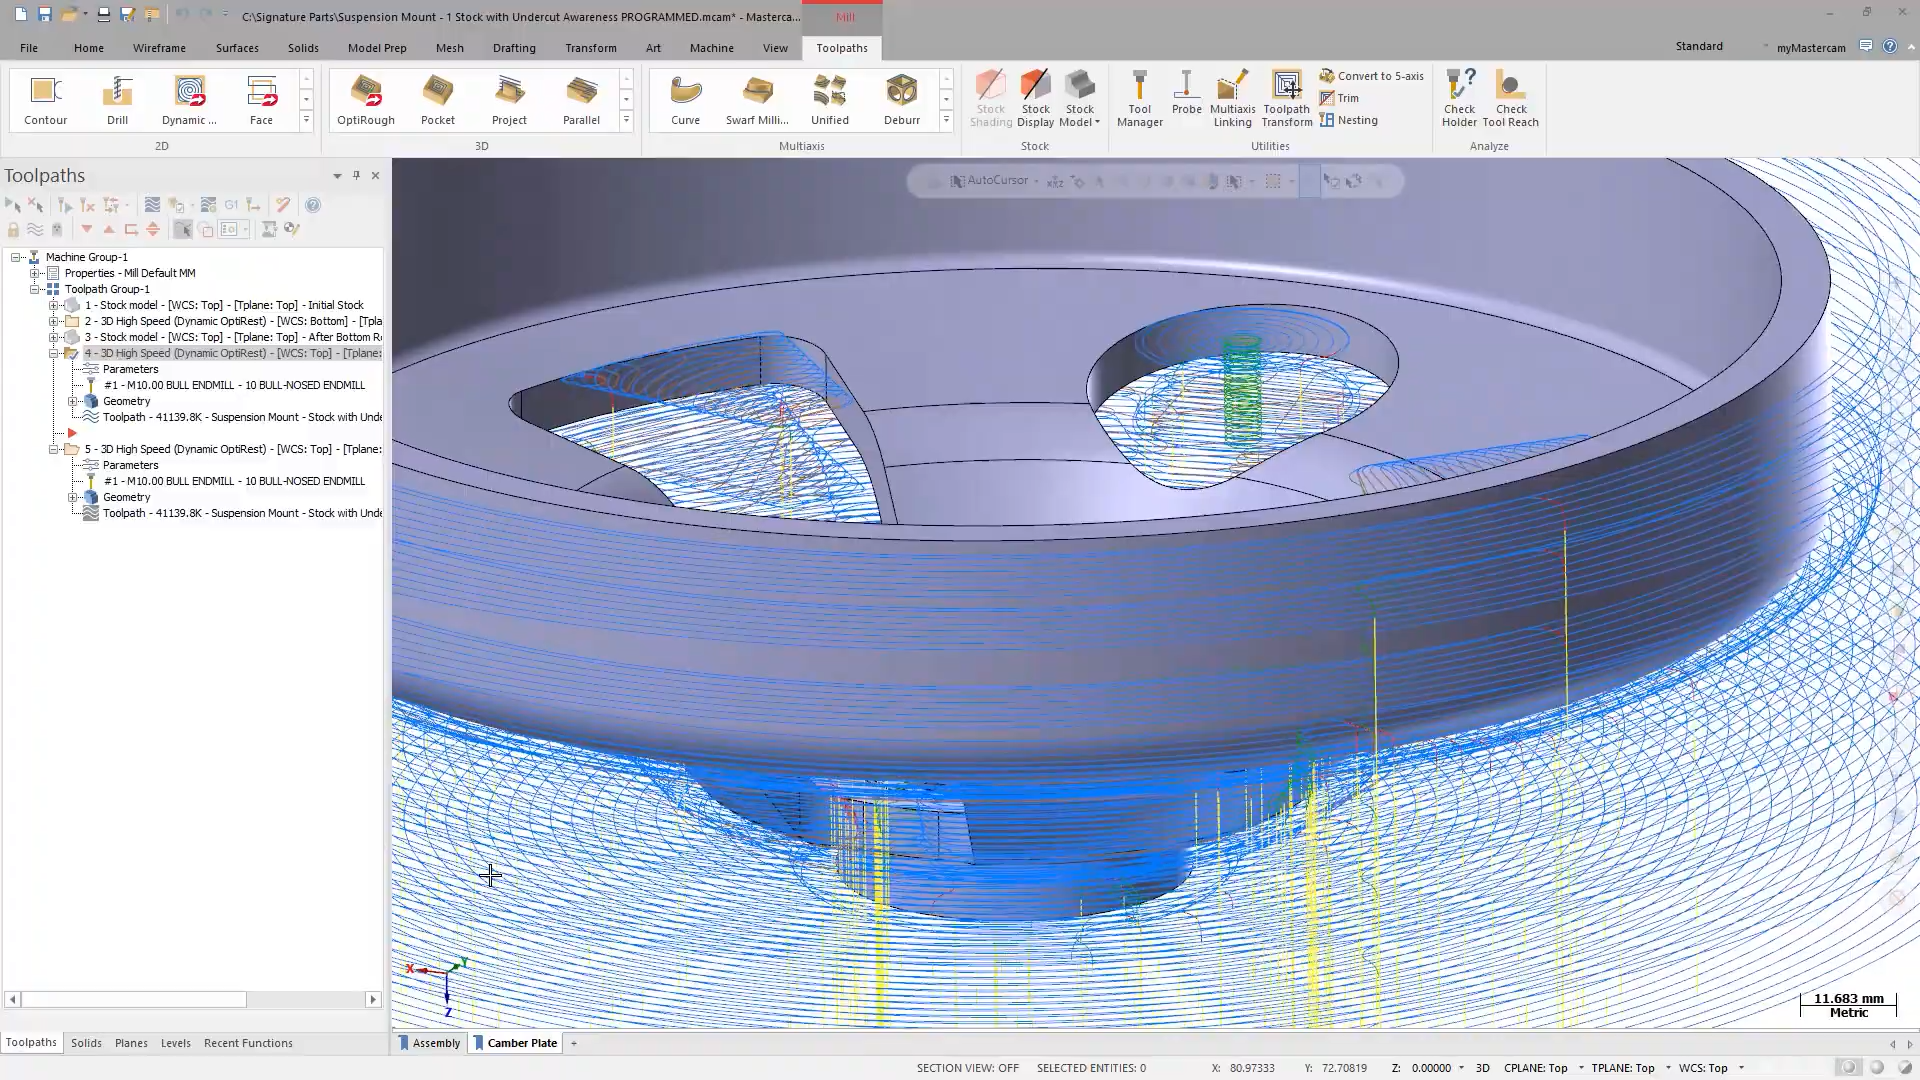 C:\Signature Parts\Suspension Mount - 1 Stock with Undercut Awareness PROGRAMMED.mcam* - Masterca...
Mill
File
Home
Wireframe
Surfaces
Solids
Model Prep
Mesh
Drafting
Transform
Art
Machine
View
Toolpaths
Standard
myMastercam
Contour
Drill
Dynamic ...
Face
2D
OptiRough
Pocket
Project
Parallel
3D
Curve
Swarf Milli...
Unified
Deburr
Multiaxis
Stock Shading
Stock Display
Stock Model
Stock
Tool Manager
Probe
Multiaxis Linking
Toolpath Transform
Convert to 5-axis
Trim
Nesting
Utilities
Check Holder
Check Tool Reach
Analyze
Toolpaths
G1
AutoCursor
Machine Group-1
Properties - Mill Default MM
Toolpath Group-1
1 - Stock model - [WCS: Top] - [Tplane: Top] - Initial Stock
2 - 3D High Speed (Dynamic OptiRest) - [WCS: Bottom] - [Tpla
3 - Stock model - [WCS: Top] - [Tplane: Top] - After Bottom R
4 - 3D High Speed (Dynamic OptiRest) - [WCS: Top] - [Tplane:
Parameters
#1 - M10.00 BULL ENDMILL - 10 BULL-NOSED ENDMILL
Geometry
Toolpath - 41139.8K - Suspension Mount - Stock with Unde
5 - 3D High Speed (Dynamic OptiRest) - [WCS: Top] - [Tplane:
Parameters
#1 - M10.00 BULL ENDMILL - 10 BULL-NOSED ENDMILL
Geometry
Toolpath - 41139.8K - Suspension Mount - Stock with Unde
X
Y
Z
11.683 mm
Metric
Toolpaths
Solids
Planes
Levels
Recent Functions
Assembly
Camber Plate
+
SECTION VIEW: OFF
SELECTED ENTITIES: 0
X: 80.97333
Y: 72.70819
Z: 0.00000
3D
CPLANE: Top
TPLANE: Top
WCS: Top